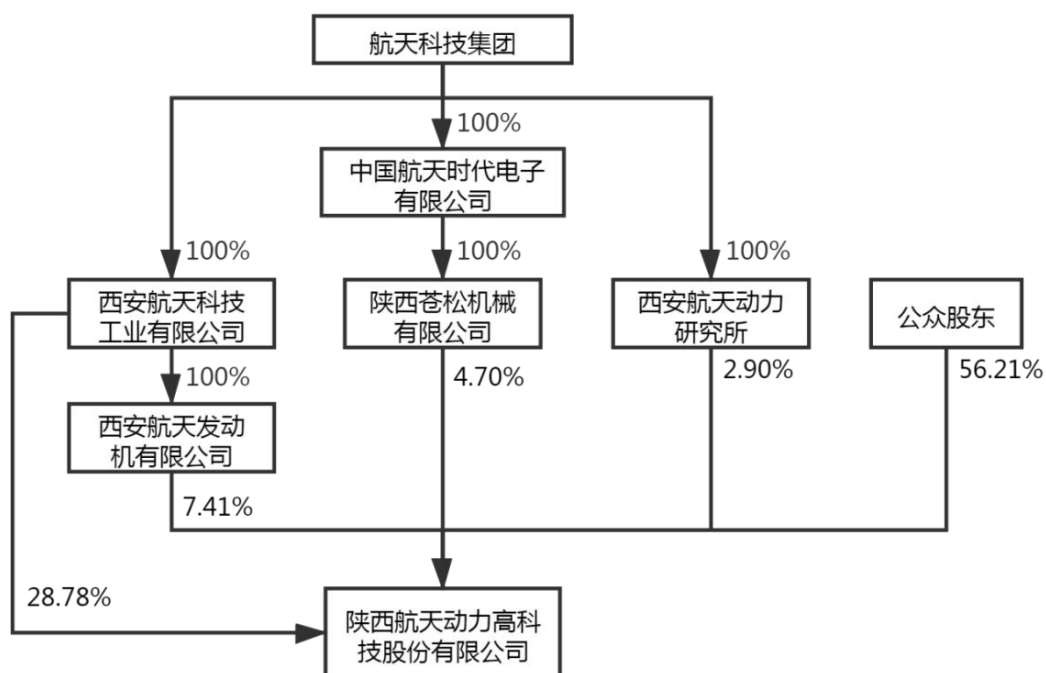 航天科技集团
100%
中国航天时代电子
有限公司
100%
100%
100%
西安航天科技
工业有限公司
陕西苍松机械
有限公司
西安航天动力
研究所
公众股东
100%
4.70%
2.90%
56.21%
西安航天发动
机有限公司
7.41%
28.78%
陕西航天动力高科
技股份有限公司